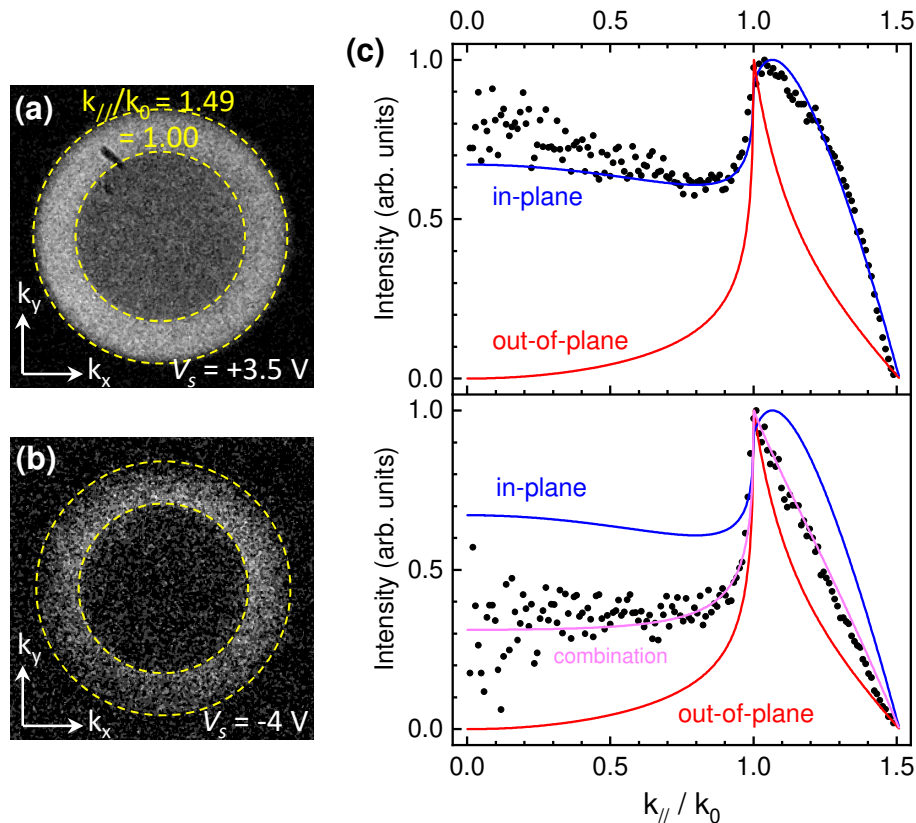 (a)
k// /k0 = 1.49
= 1.00
ky
kx
Vs = +3.5 V
(b)
ky
kx
Vs = -4 V
(c)
0.0 0.5 1.0 1.5
1.0
0.5
0.0
Intensity (arb. units)
in-plane
out-of-plane
1.0
0.5
0.0
Intensity (arb. units)
in-plane
combination
out-of-plane
0.0 0.5 1.0 1.5
k// / k0